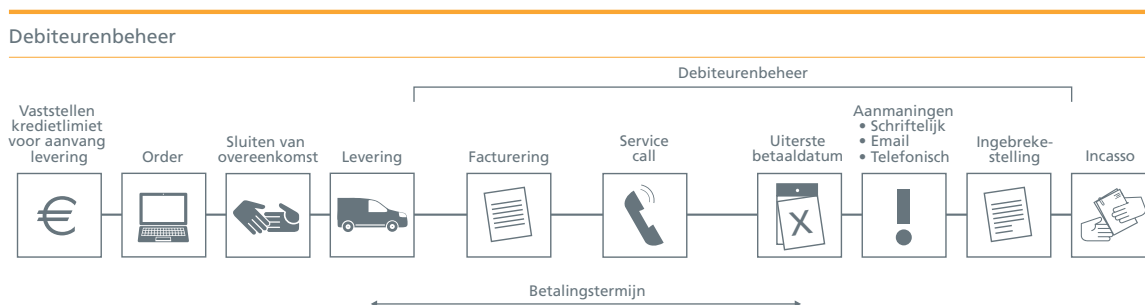 Debiteurenbeheer
Debiteurenbeheer
Vaststellen
kredietlimiet
voor aanvang
levering
Order
Sluiten van
overeenkomst
Levering
Facturering
Service
call
Uiterste
betaaldatum
Aanmaningen
• Schriftelijk
• Email
• Telefonisch
Ingebreke-
stelling
Incasso
€
X
Betalingstermijn